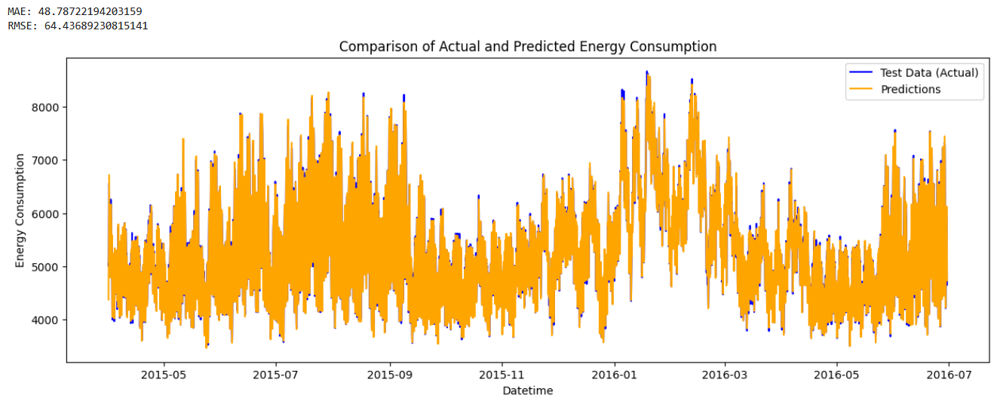 MAE: 48.78722194203159
RMSE: 64.43689230815141
Comparison of Actual and Predicted Energy Consumption
Test Data (Actual)
Predictions
8000
7000
6000
5000
4000
Energy Consumption
2015-05 2015-07 2015-09 2015-11 2016-01 2016-03 2016-05 2016-07
Datetime